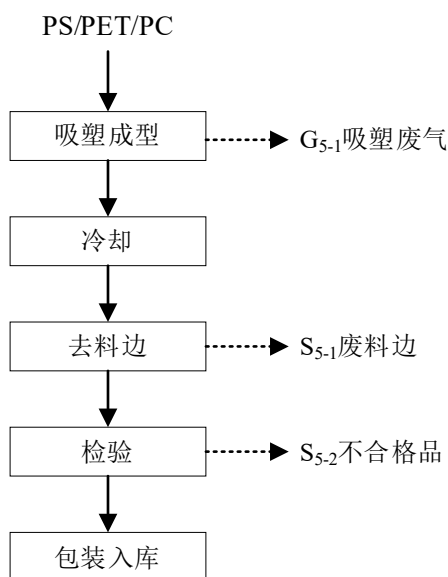 PS/PET/PC
吸塑成型
G5-1吸塑废气
冷却
去料边
S5-1废料边
检验
S5-2不合格品
包装入库